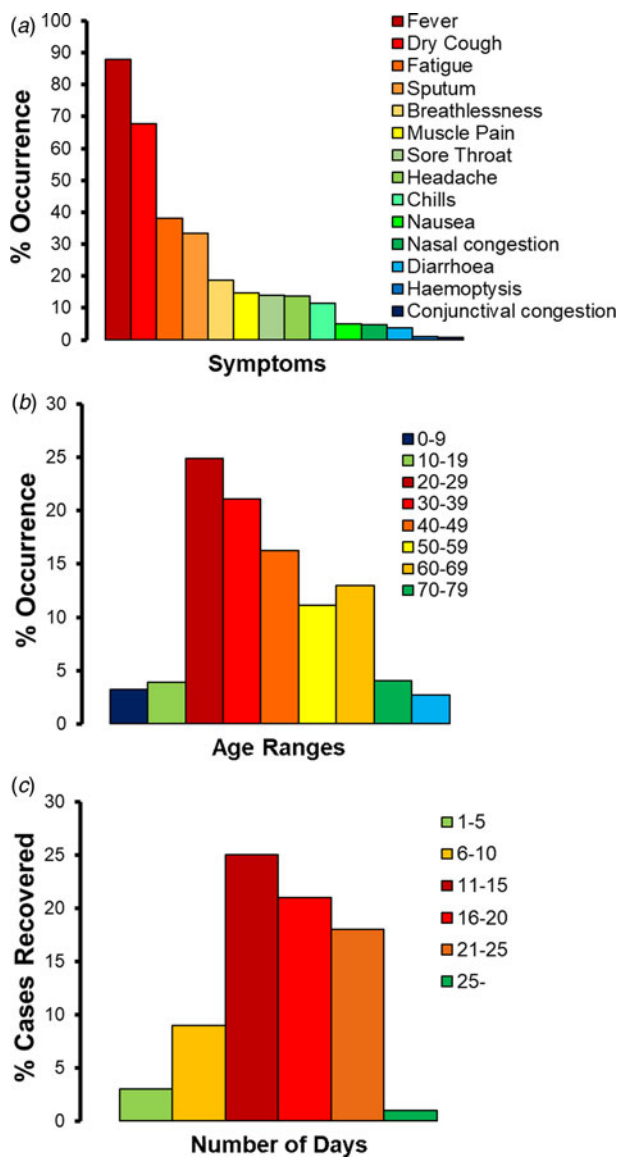 (a)
% Occurrence
100
90
80
70
60
50
40
30
20
10
0
Fever
Dry Cough
Fatigue
Sputum
Breathlessness
Muscle Pain
Sore Throat
Headache
Chills
Nausea
Nasal congestion
Diarrhoea
Haemoptysis
Conjunctival congestion
Symptoms
(b)
% Occurrence
30
25
20
15
10
5
0
0-9
10-19
20-29
30-39
40-49
50-59
60-69
70-79
Age Ranges
(c)
% Cases Recovered
30
25
20
15
10
5
0
1-5
6-10
11-15
16-20
21-25
25-
Number of Days